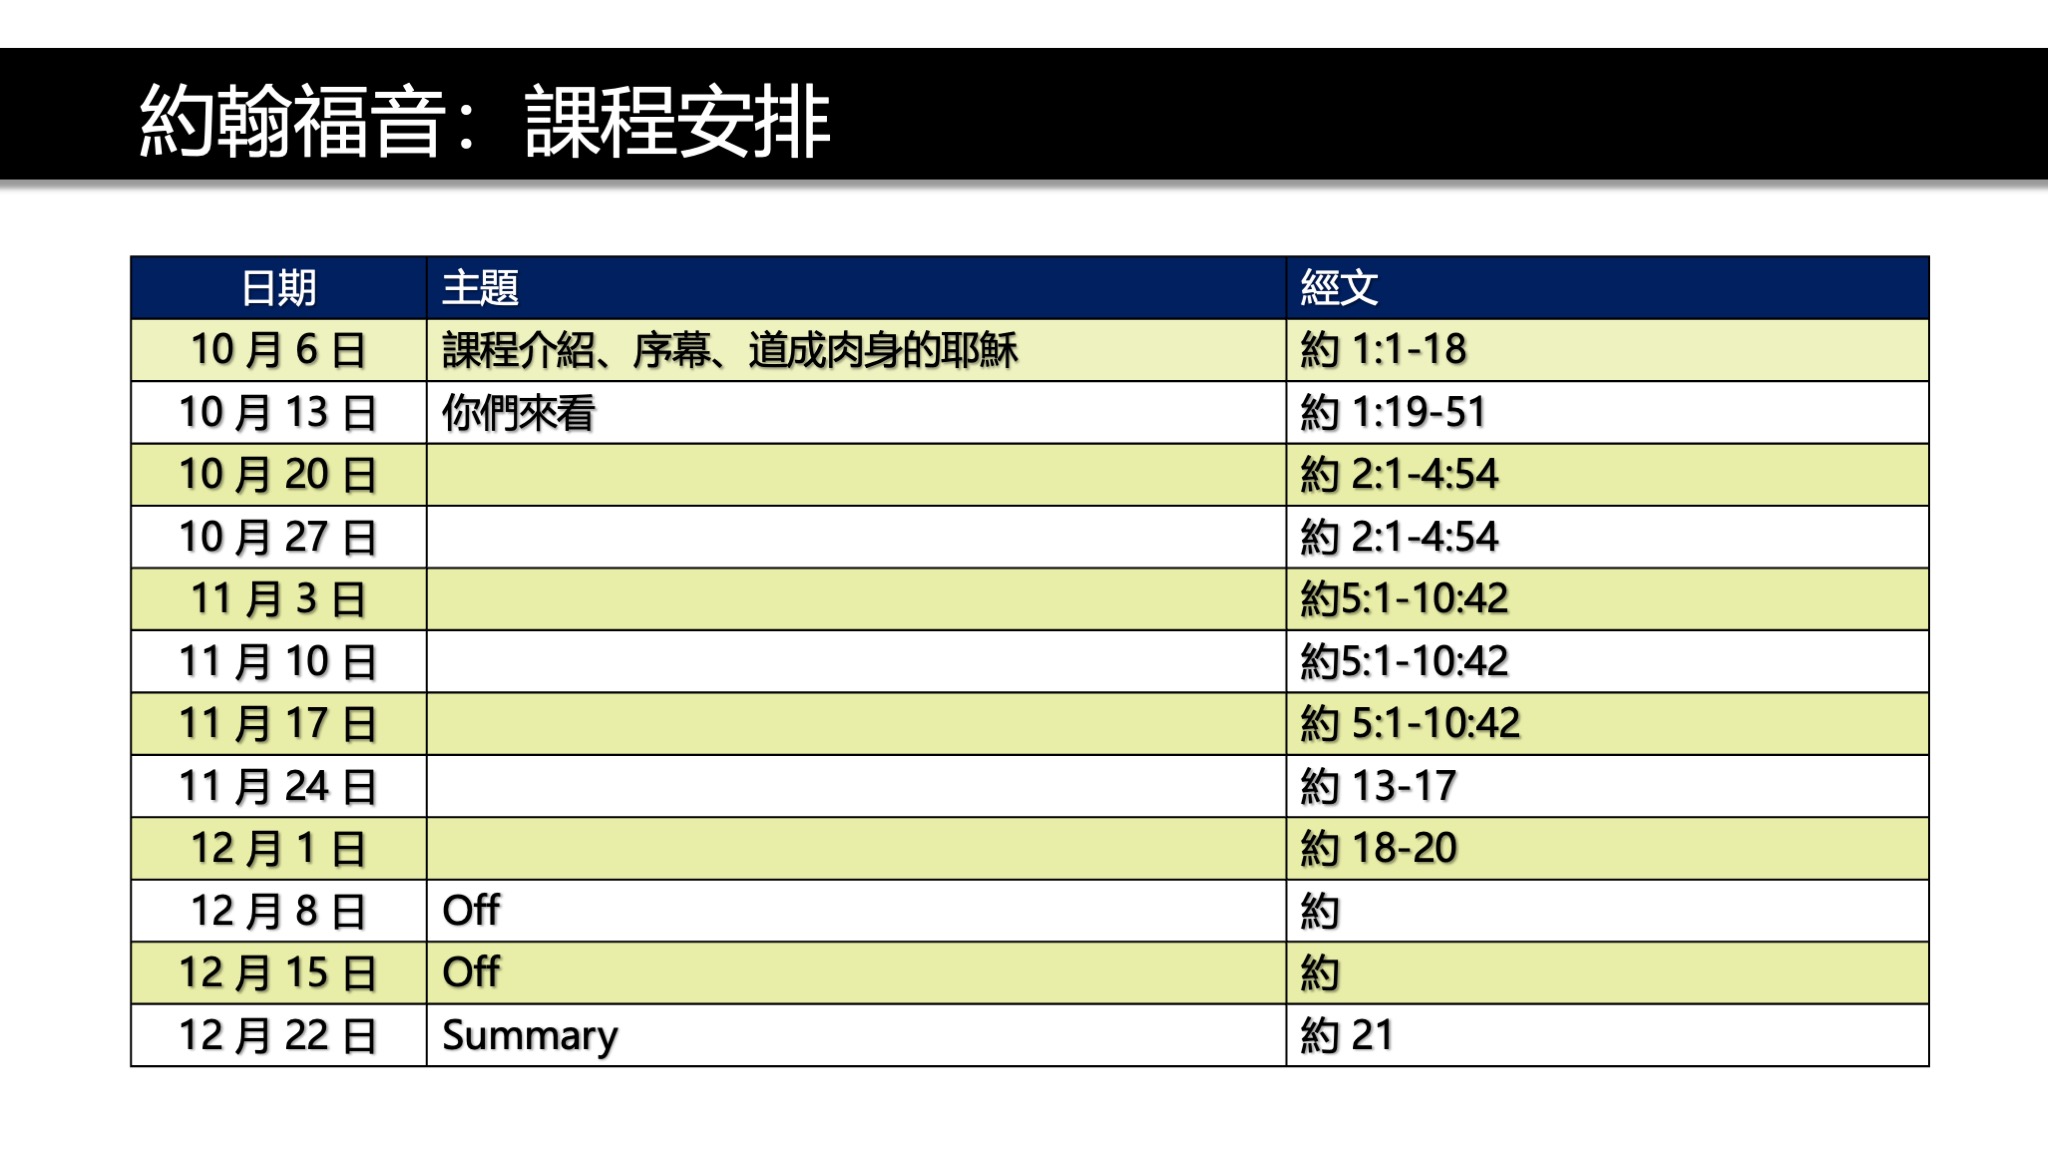 約翰福音：課程安排
日期 主題 經文
10 月 6 日 課程介紹、序幕、道成肉身的耶穌 約 1:1-18
10 月 13 日 你們來看 約 1:19-51
10 月 20 日 約 2:1-4:54
10 月 27 日 約 2:1-4:54
11 月 3 日 約5:1-10:42
11 月 10 日 約5:1-10:42
11 月 17 日 約 5:1-10:42
11 月 24 日 約 13-17
12 月 1 日 約 18-20
12 月 8 日 Off 約
12 月 15 日 Off 約
12 月 22 日 Summary 約 21